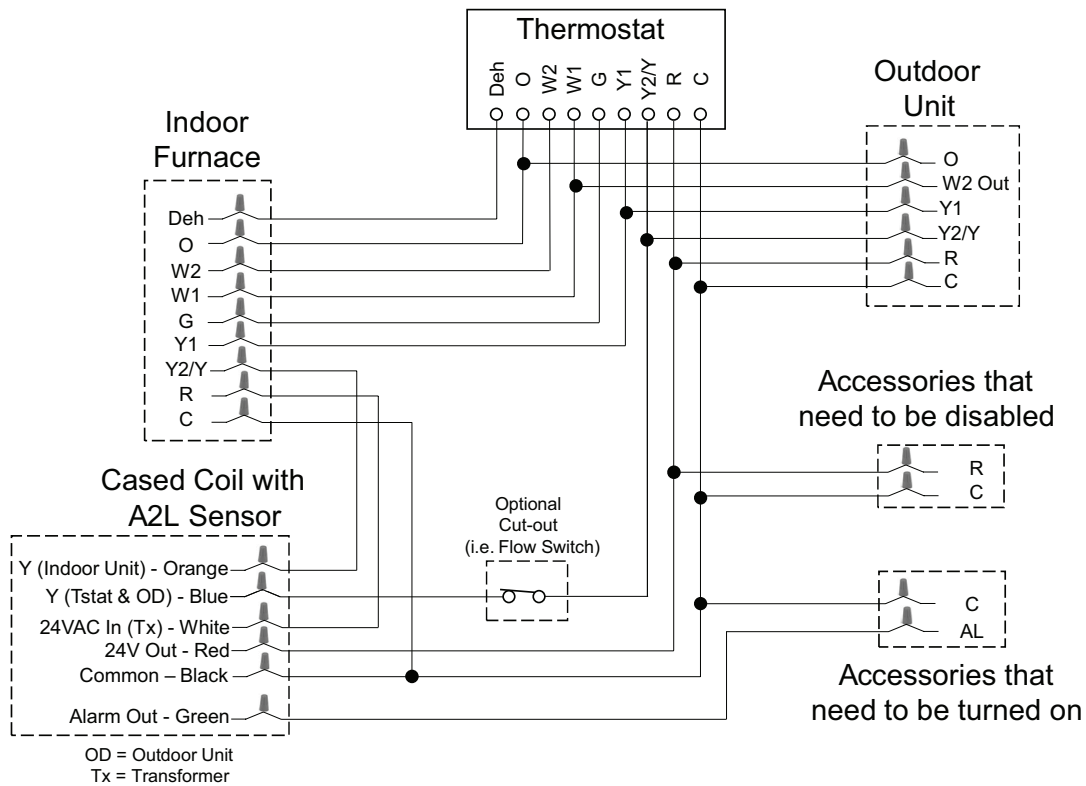 Thermostat
Deh
O
W2
W1
G
Y1
Y2/Y
R
C
Outdoor
Unit
O
W2 Out
Y1
Y2/Y
R
C
Indoor
Furnace
Deh
O
W2
W1
G
Y1
Y2/Y
R
C
Accessories that
need to be disabled
R
C
Cased Coil with
A2L Sensor
Y (Indoor Unit) - Orange
Y (Tstat & OD) - Blue
24VAC In (Tx) - White
24V Out - Red
Common – Black
Alarm Out - Green
OD = Outdoor Unit
Tx = Transformer
Optional
Cut-out
(i.e. Flow Switch)
C
AL
Accessories that
need to be turned on